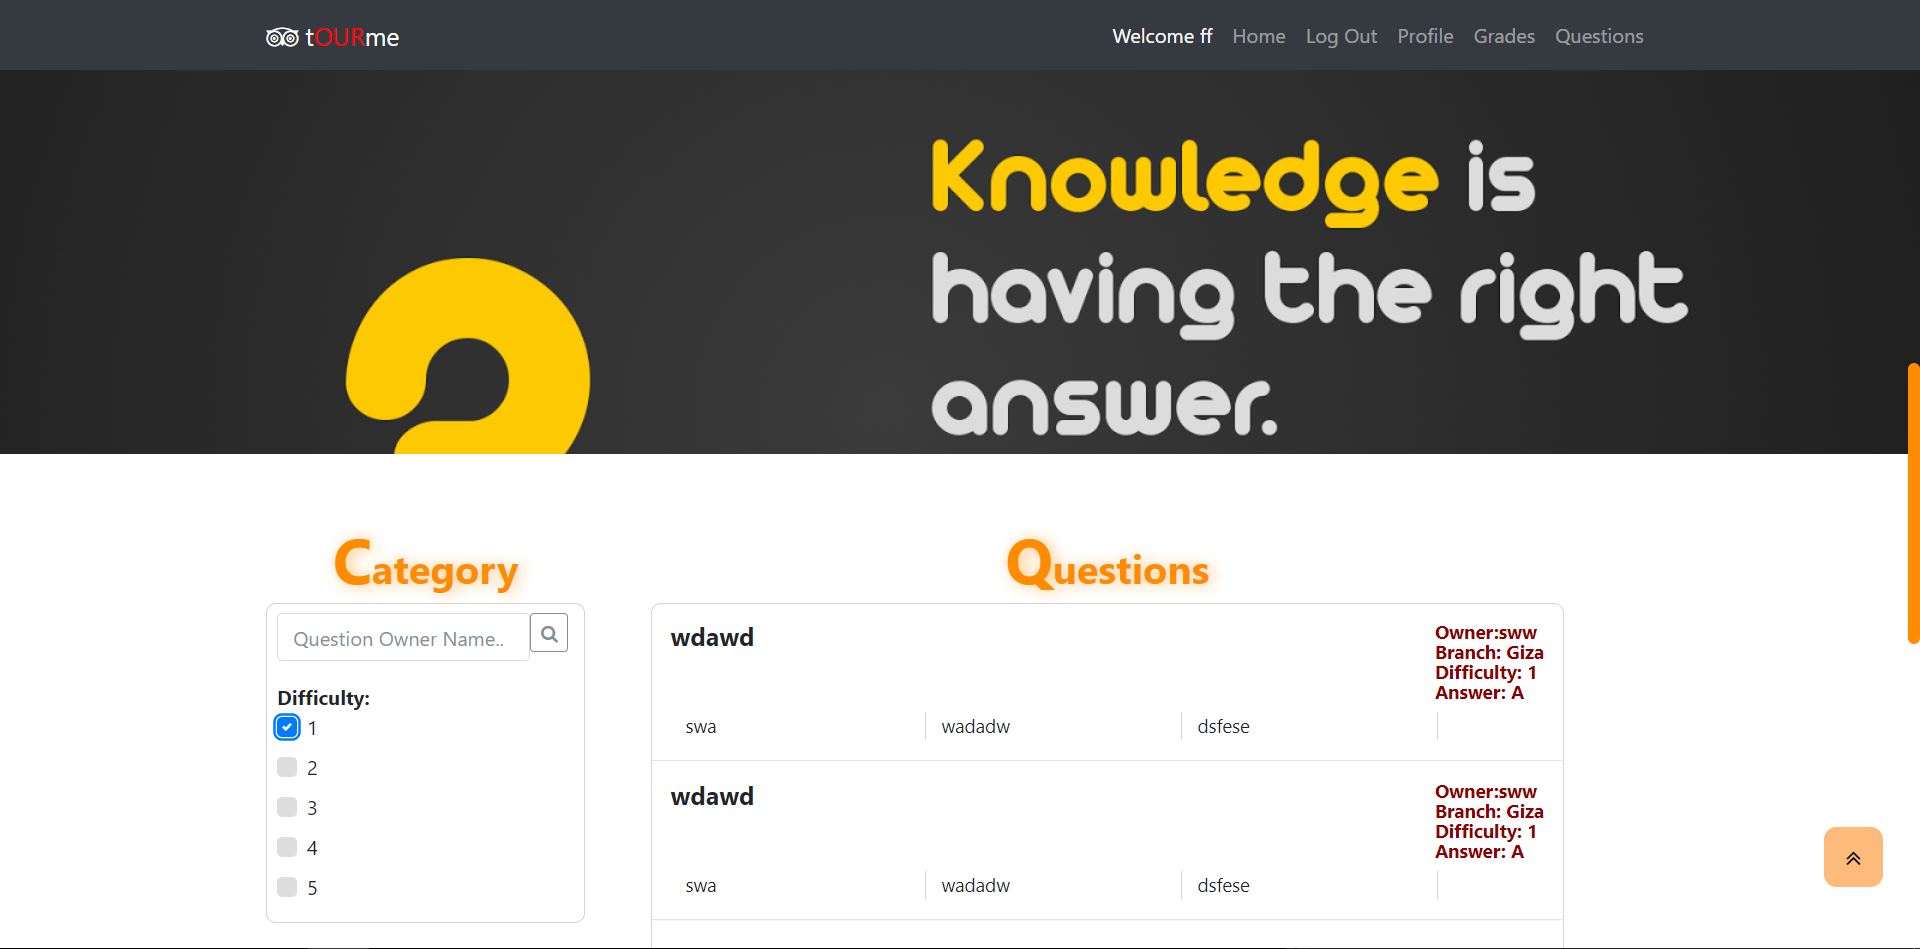 tOURme
Welcome ff Home Log Out Profile Grades Questions
Knowledge is
having the right
answer.
Category
Question Owner Name..
Difficulty:
1
2
3
4
5
Questions
wdawd
Owner:sww
Branch: Giza
Difficulty: 1
Answer: A
swa wadadw dsfese
wdawd
Owner:sww
Branch: Giza
Difficulty: 1
Answer: A
swa wadadw dsfese